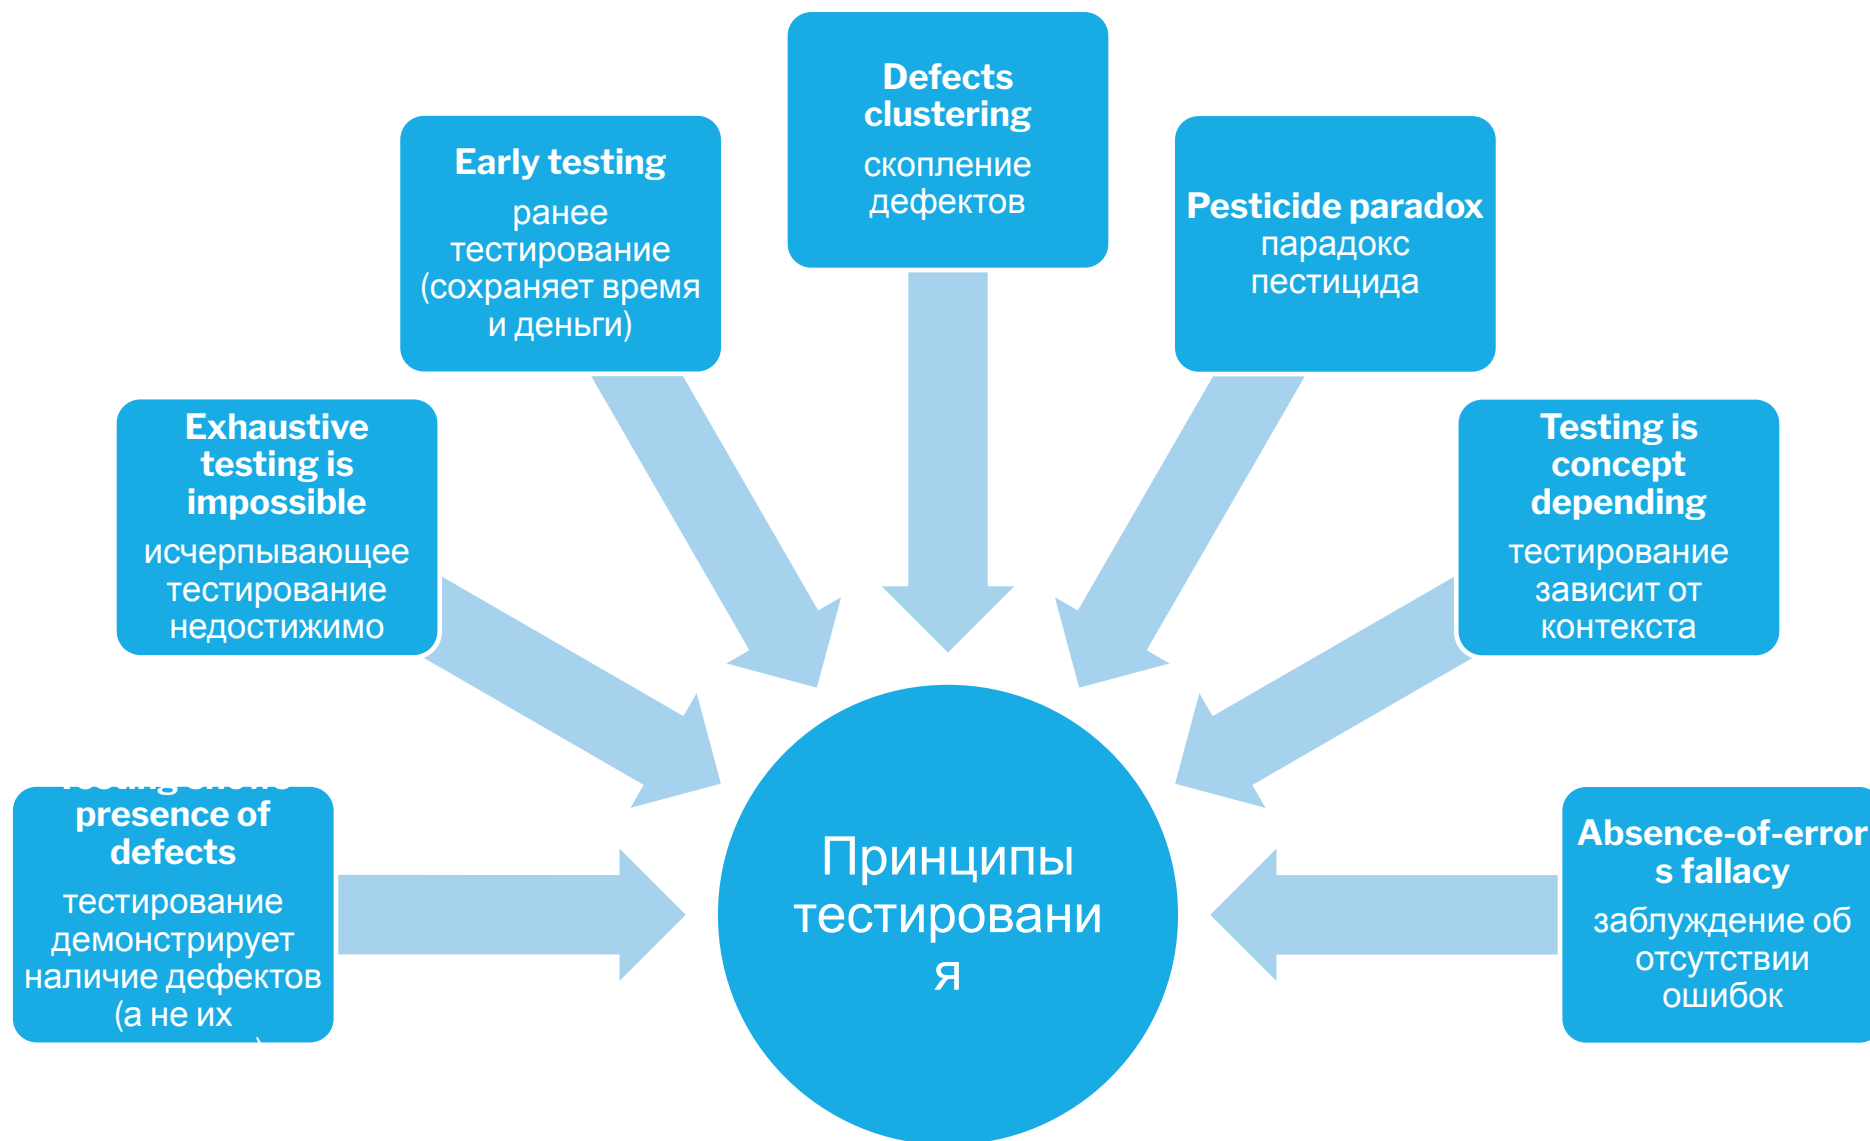 Defects
clustering
скопление
дефектов
Early testing
ранее
тестирование
(сохраняет время
и деньги)
Pesticide paradox
парадокс
пестицида
Exhaustive
testing is
impossible
исчерпывающее
тестирование
недостижимо
Testing is
concept
depending
тестирование
зависит от
контекста
Testing shows
presence of
defects
тестирование
демонстрирует
наличие дефектов
(а не их
Absence-of-error
s fallacy
заблуждение об
отсутствии
ошибок
Принципы
тестировани
я